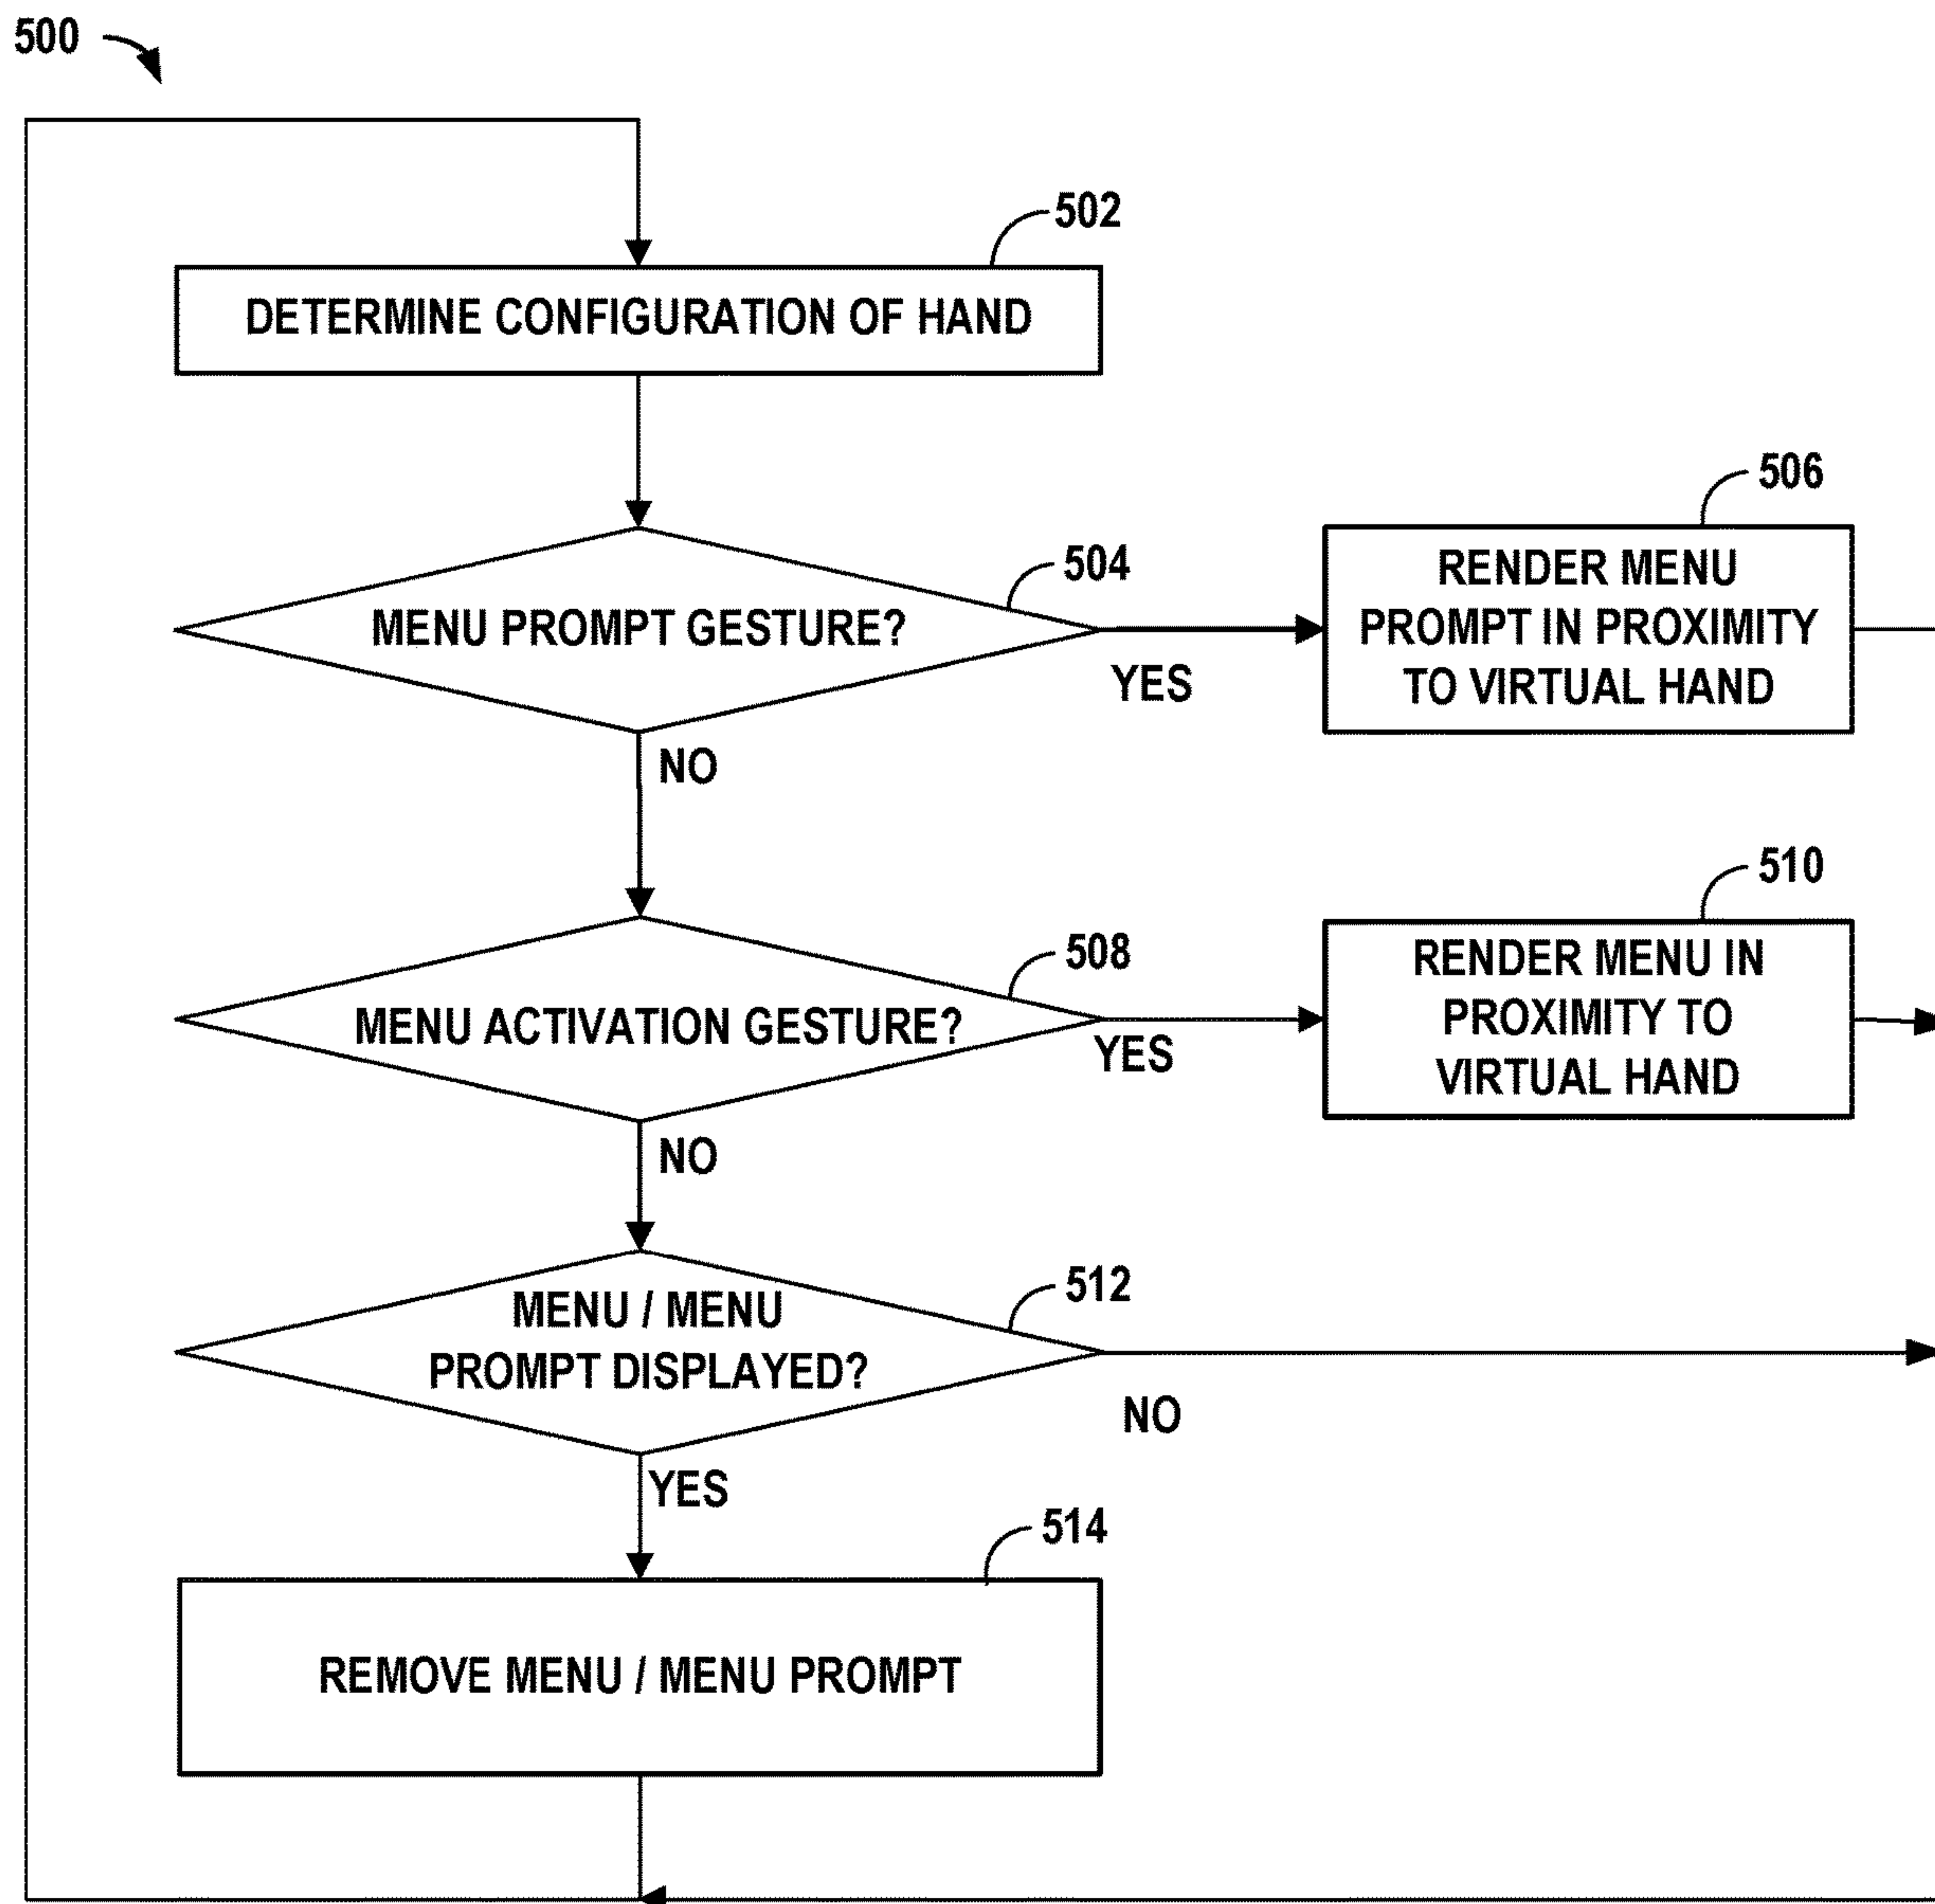 500
502
DETERMINE CONFIGURATION OF HAND
504
MENU PROMPT GESTURE?
YES
NO
506
RENDER MENU
PROMPT IN PROXIMITY
TO VIRTUAL HAND
508
MENU ACTIVATION GESTURE?
YES
NO
510
RENDER MENU IN
PROXIMITY TO
VIRTUAL HAND
512
MENU / MENU
PROMPT DISPLAYED?
NO
YES
514
REMOVE MENU / MENU PROMPT